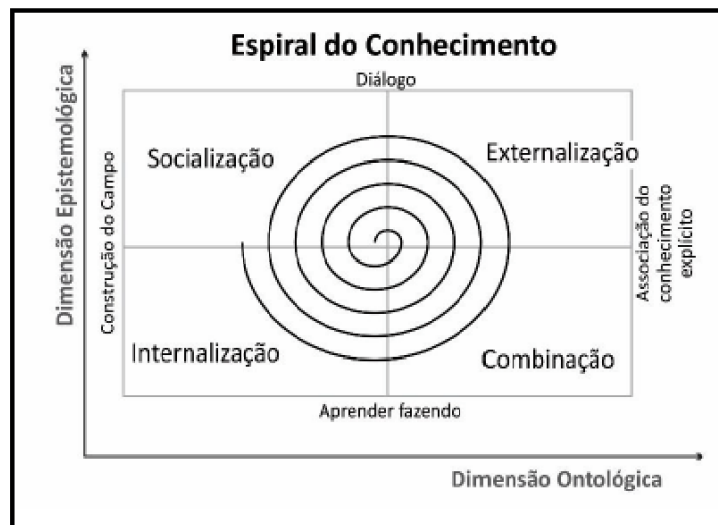 Espiral do Conhecimento
Diálogo
Socialização
Externalização
Dimensão Epistemológica
Construção do Campo
Associação do
conhecimento
explícito
Internalização
Combinação
Aprender fazendo
Dimensão Ontológica